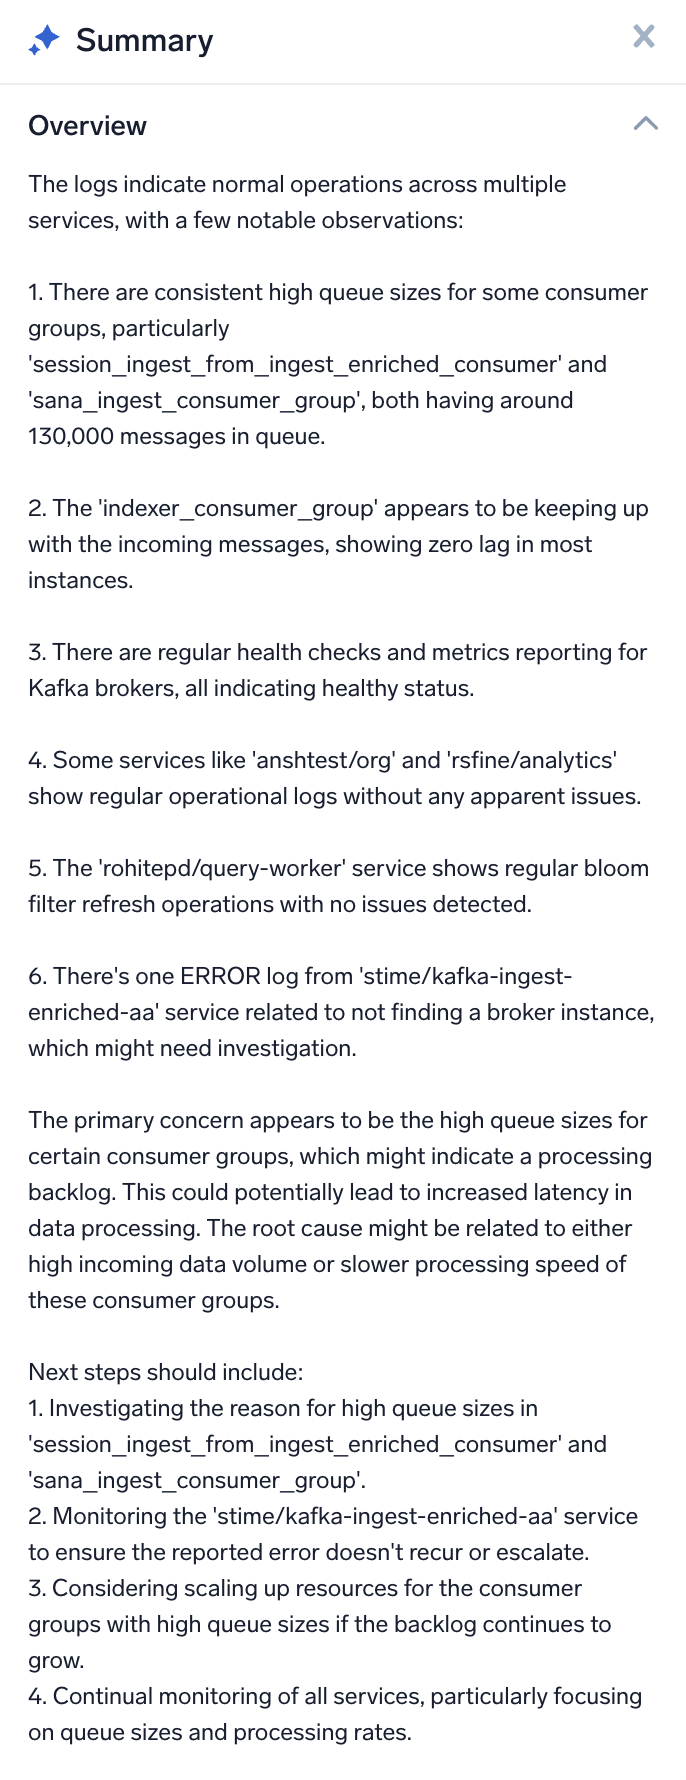 Summary
Overview
The logs indicate normal operations across multiple
services, with a few notable observations:
1. There are consistent high queue sizes for some consumer
groups, particularly
'session_ingest_from_ingest_enriched_consumer' and
'sana_ingest_consumer_group', both having around
130,000 messages in queue.
2. The 'indexer_consumer_group' appears to be keeping up
with the incoming messages, showing zero lag in most
instances.
3. There are regular health checks and metrics reporting for
Kafka brokers, all indicating healthy status.
4. Some services like 'anshtest/org' and 'rsfine/analytics'
show regular operational logs without any apparent issues.
5. The 'rohitepd/query-worker' service shows regular bloom
filter refresh operations with no issues detected.
6. There's one ERROR log from 'stime/kafka-ingest-
enriched-aa' service related to not finding a broker instance,
which might need investigation.
The primary concern appears to be the high queue sizes for
certain consumer groups, which might indicate a processing
backlog. This could potentially lead to increased latency in
data processing. The root cause might be related to either
high incoming data volume or slower processing speed of
these consumer groups.
Next steps should include:
1. Investigating the reason for high queue sizes in
'session_ingest_from_ingest_enriched_consumer' and
'sana_ingest_consumer_group'.
2. Monitoring the 'stime/kafka-ingest-enriched-aa' service
to ensure the reported error doesn't recur or escalate.
3. Considering scaling up resources for the consumer
groups with high queue sizes if the backlog continues to
grow.
4. Continual monitoring of all services, particularly focusing
on queue sizes and processing rates.